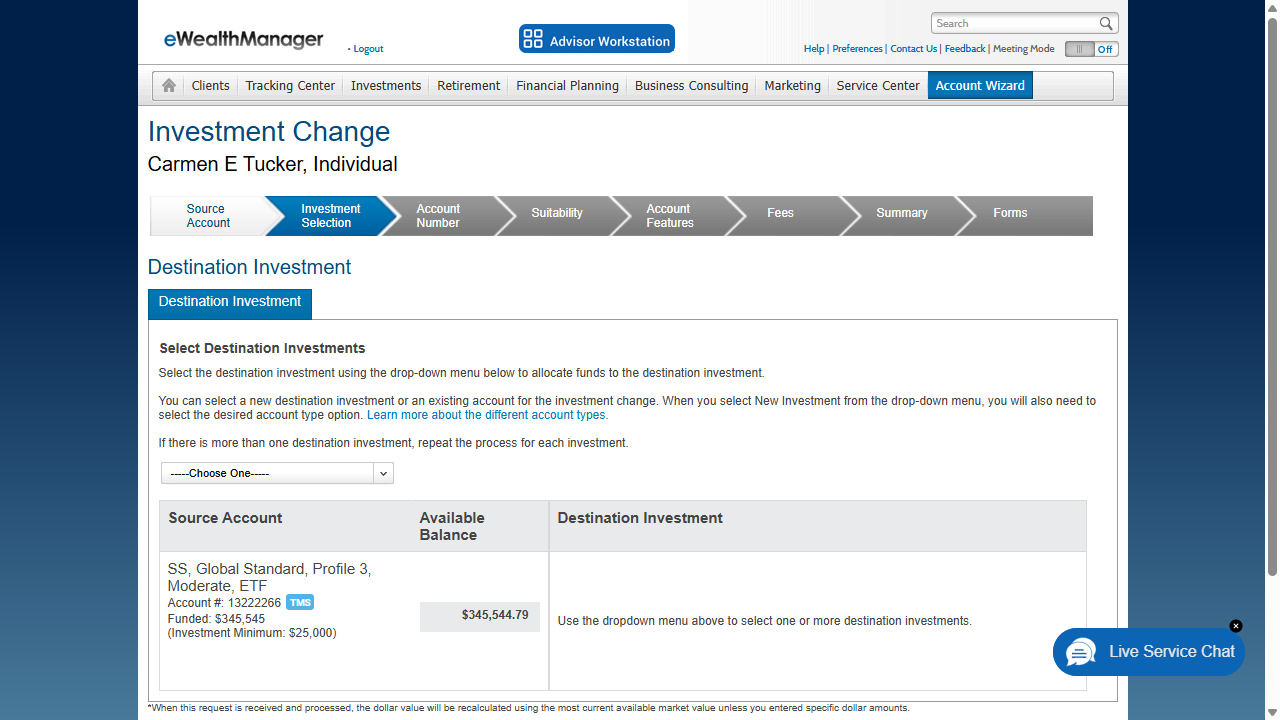 Search
eWealthManager
• Logout
Advisor Workstation
Help | Preferences | Contact Us | Feedback | Meeting Mode
Off
Clients
Tracking Center
Investments
Retirement
Financial Planning
Business Consulting
Marketing
Service Center
Account Wizard
Investment Change
Carmen E Tucker, Individual
Source
Account
Investment
Selection
Account
Number
Suitability
Account
Features
Fees
Summary
Forms
Destination Investment
Destination Investment
Select Destination Investments
Select the destination investment using the drop-down menu below to allocate funds to the destination investment.
You can select a new destination investment or an existing account for the investment change. When you select New Investment from the drop-down menu, you will also need to
select the desired account type option. Learn more about the different account types.
If there is more than one destination investment, repeat the process for each investment.
-----Choose One-----
Source Account
Available
Balance
Destination Investment
SS, Global Standard, Profile 3,
Moderate, ETF
Account #: 13222266 TMS
Funded: $345,545
(Investment Minimum: $25,000)
$345,544.79
Use the dropdown menu above to select one or more destination investments.
Live Service Chat
*When this request is received and processed, the dollar value will be recalculated using the most current available market value unless you entered specific dollar amounts.